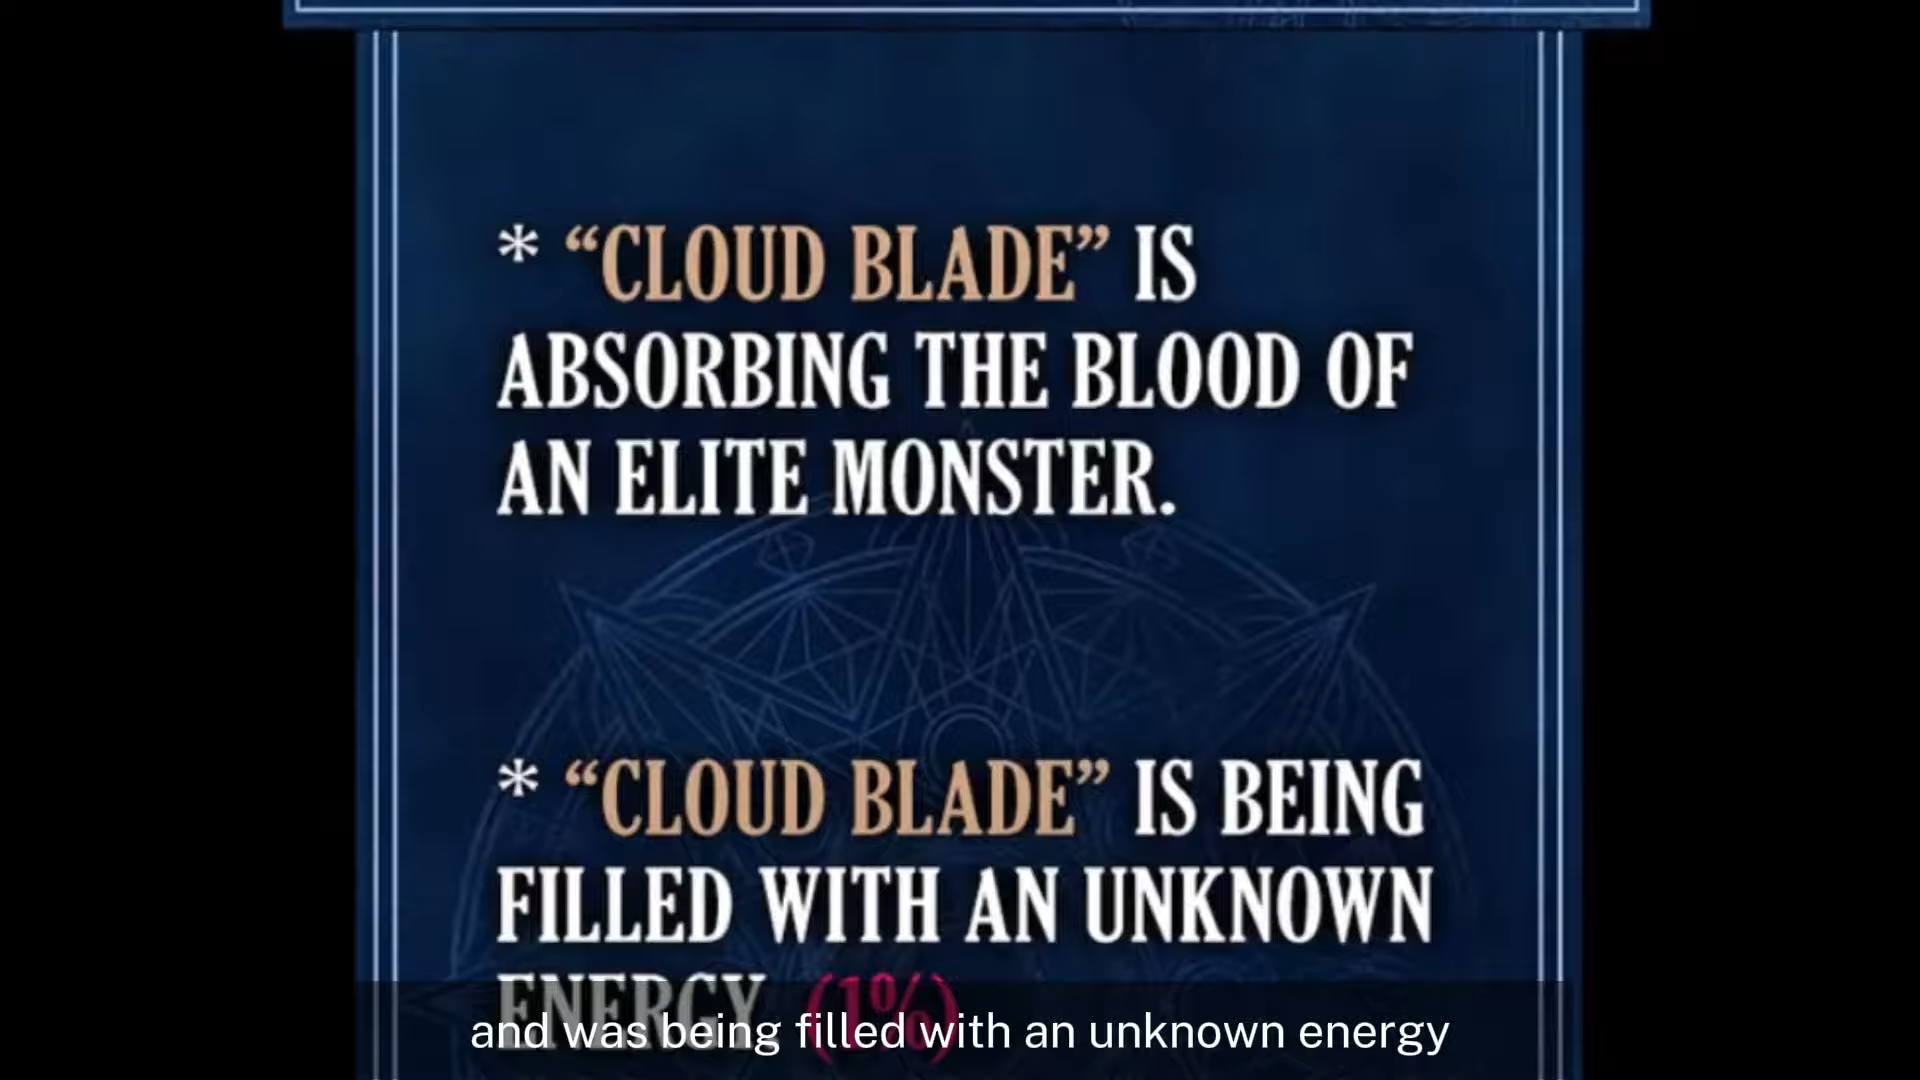 * “CLOUD BLADE” IS
ABSORBING THE BLOOD OF
AN ELITE MONSTER.
* “CLOUD BLADE” IS BEING
FILLED WITH AN UNKNOWN
ENERGY (1%)
and was being filled with an unknown energy